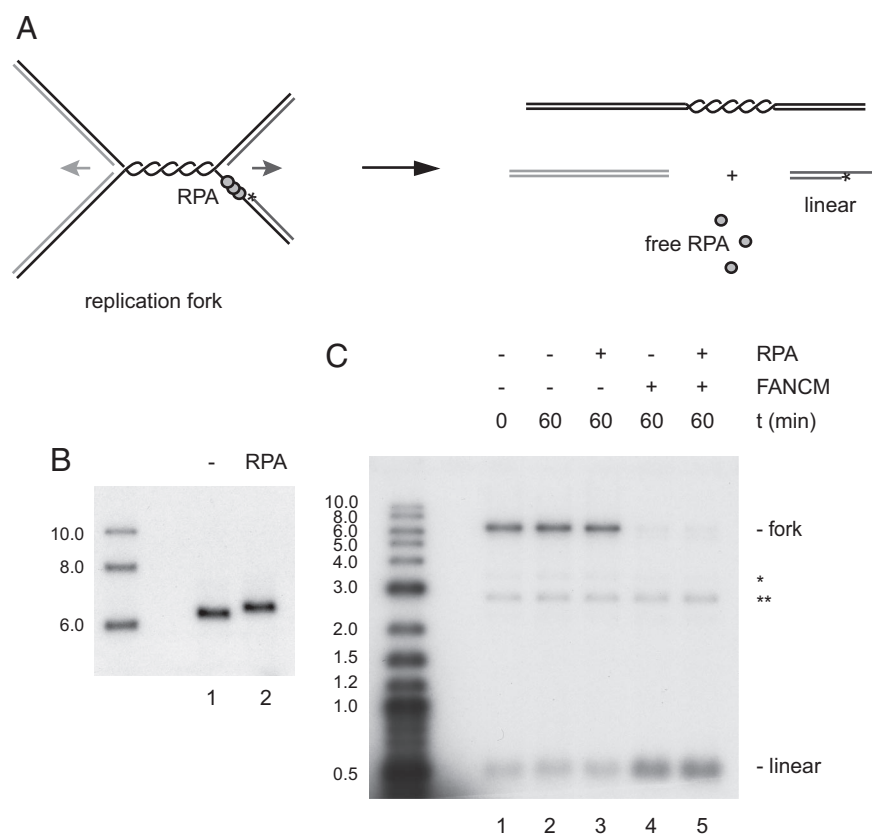 A
RPA
*
replication fork
+
*
linear
free RPA
B
- RPA
10.0
8.0
6.0
1 2
C
- - + - + RPA
- - - + + FANCM
0 60 60 60 60 t (min)
10.0
8.0
6.0
5.0
4.0
3.0
2.0
1.5
1.2
1.0
0.5
- fork
*
**
- linear
1 2 3 4 5